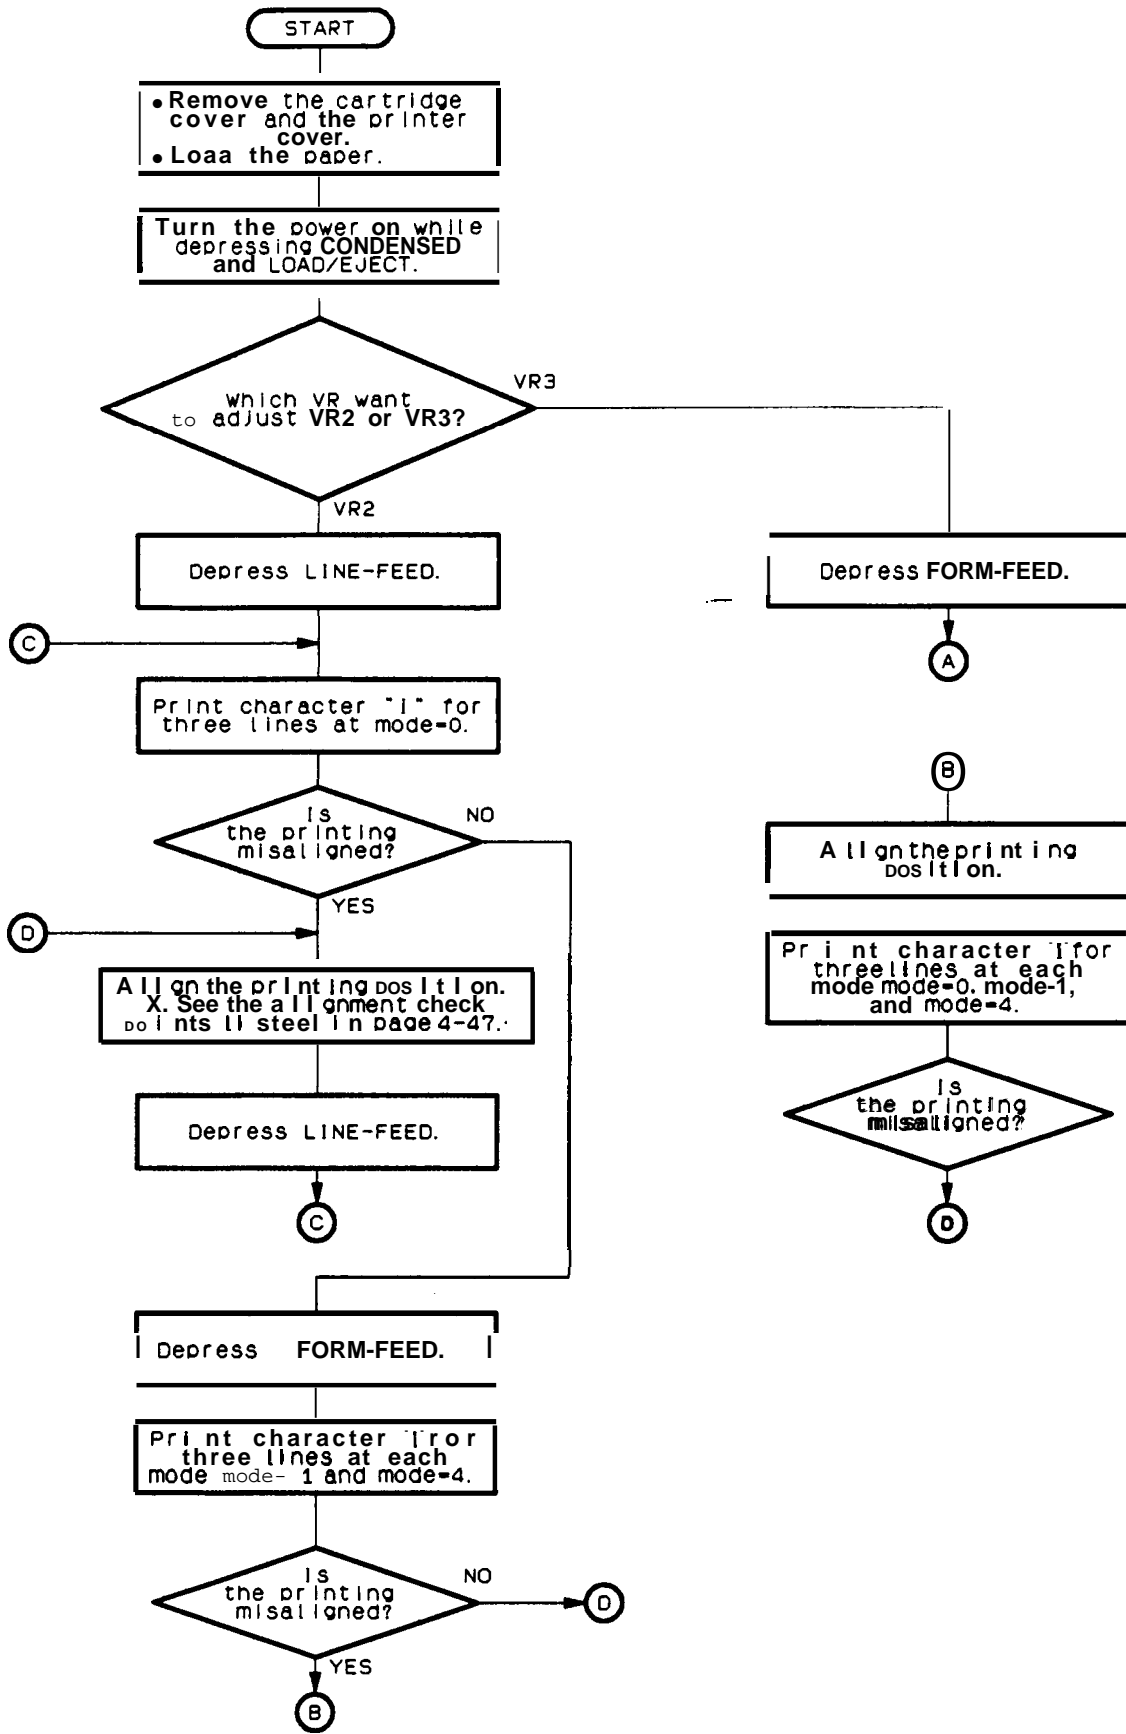 START
• Remove the cartridge
cover and the printer
cover.
• Loaa the paper.
Turn the power on while
depressing CONDENSED
and LOAD/EJECT.
Which VR want
to adjust VR2 or VR3?
VR3
VR2
Depress LINE-FEED.
Depress FORM-FEED.
C
A
Print character "I" for
three lines at mode=0.
B
Is
the printing
misaligned?
NO
YES
Align the printing
position.
D
Print character I for
three lines at each
mode mode=0. mode-1,
and mode=4.
Align the printing position.
X. See the alignment check
points li steel in page 4-47.
Is
the printing
misaligned?
Depress LINE-FEED.
C
D
Depress FORM-FEED.
Print character I ror
three lines at each
mode mode- 1 and mode=4.
Is
the printing
misaligned?
NO
D
YES
B